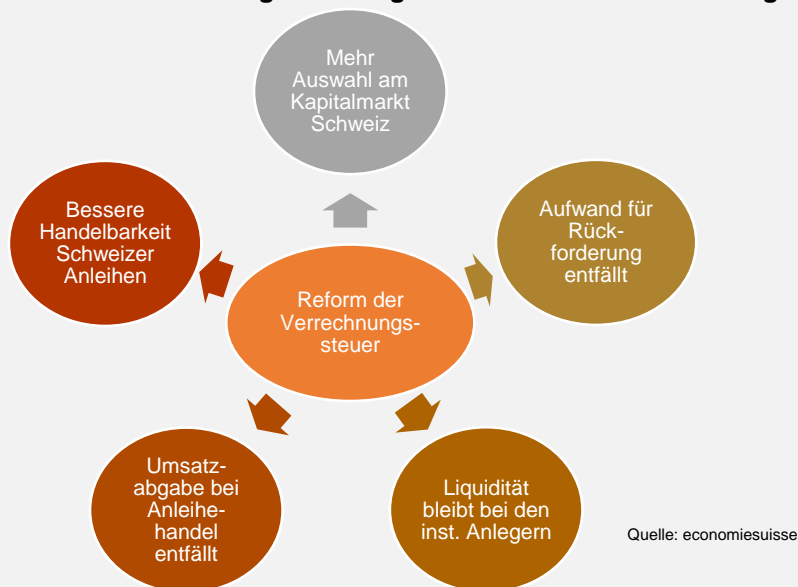 Mehr
Auswahl am
Kapitalmarkt
Schweiz
Bessere
Handelbarkeit
Schweizer
Anleihen
Aufwand für
Rück-
forderung
entfällt
Reform der
Verrechnungs-
steuer
Umsatz-
abgabe bei
Anleihe-
handel
entfällt
Liquidität
bleibt bei den
inst. Anlegern
Quelle: economiesuisse